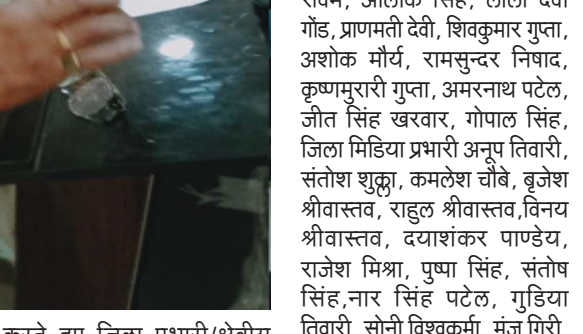 सिंह, लाला देवी
गोंड, प्राणमती देवी, शिवकुमार गुप्ता,
अशोक मौर्य, रामसुन्दर निषाद,
कृष्णमुरारी गुप्ता, अमरनाथ पटेल,
जीत सिंह खरवार, गोपाल सिंह,
जिला मिडिया प्रभारी अनूप तिवारी,
संतोश शुक्ला, कमलेश चौबे, बृजेश
श्रीवास्तव, राहुल श्रीवास्तव,विनय
श्रीवास्तव, दयाशंकर पाण्डेय,
राजेश मिश्रा, पुष्पा सिंह, संतोष
सिंह,नार सिंह पटेल, गुडिया
तिवारी, सोनी विश्वकर्मा, मंजू गिरी,